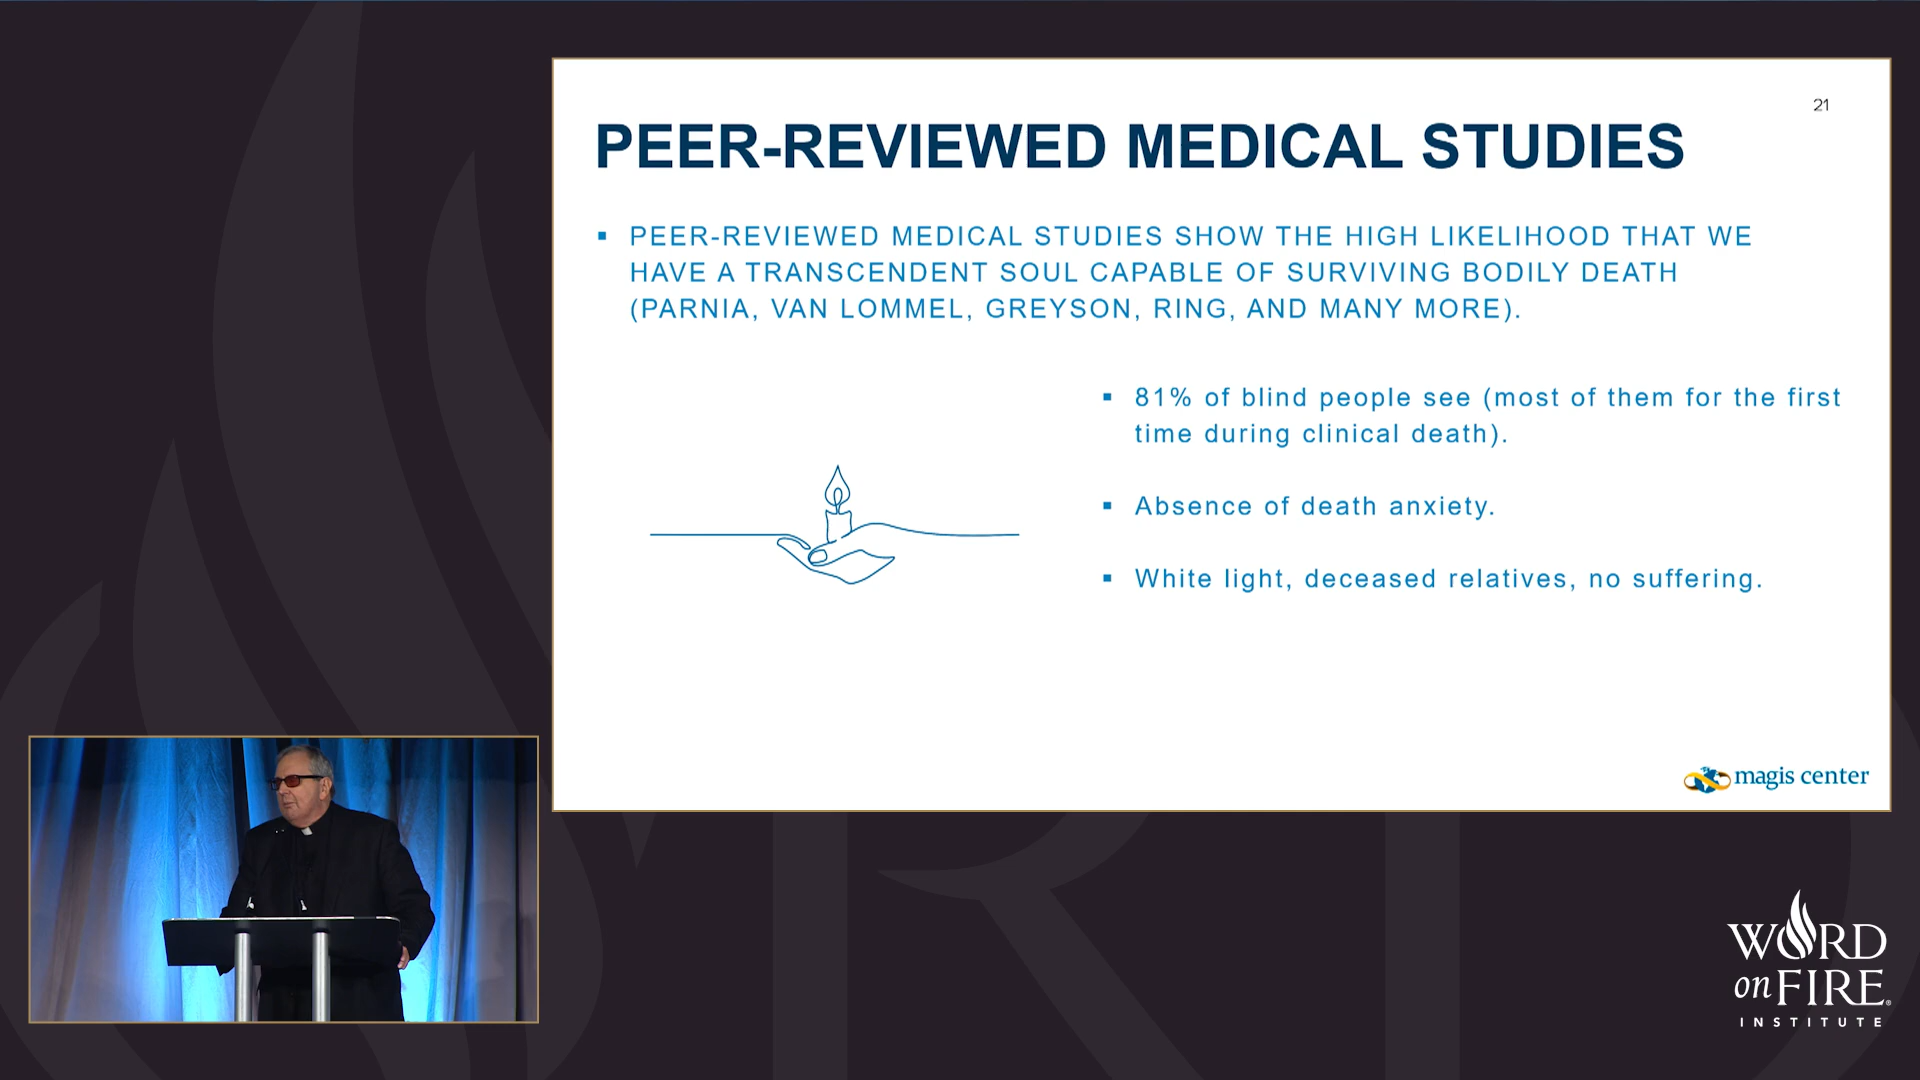 21
PEER-REVIEWED MEDICAL STUDIES
▪ PEER-REVIEWED MEDICAL STUDIES SHOW THE HIGH LIKELIHOOD THAT WE
HAVE A TRANSCENDENT SOUL CAPABLE OF SURVIVING BODILY DEATH
(PARNIA, VAN LOMMEL, GREYSON, RING, AND MANY MORE).
▪ 81% of blind people see (most of them for the first
time during clinical death).
▪ Absence of death anxiety.
▪ White light, deceased relatives, no suffering.
magis center
WORD
on FIRE®
INSTITUTE